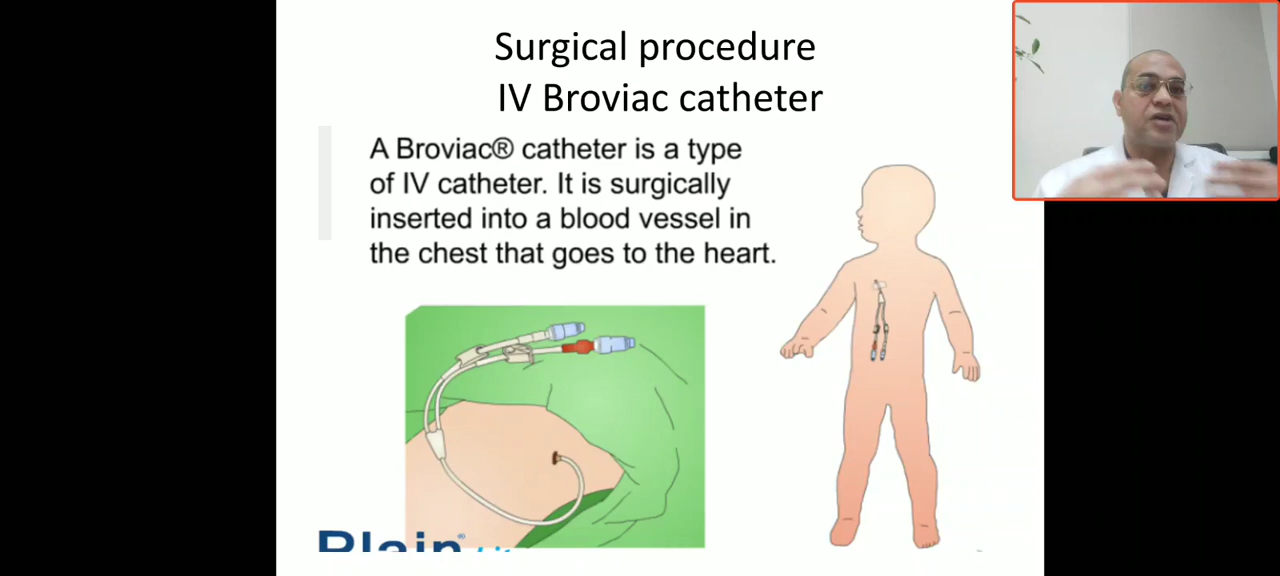 Surgical procedure
IV Broviac catheter
A Broviac® catheter is a type
of IV catheter. It is surgically
inserted into a blood vessel in
the chest that goes to the heart.
Plain®